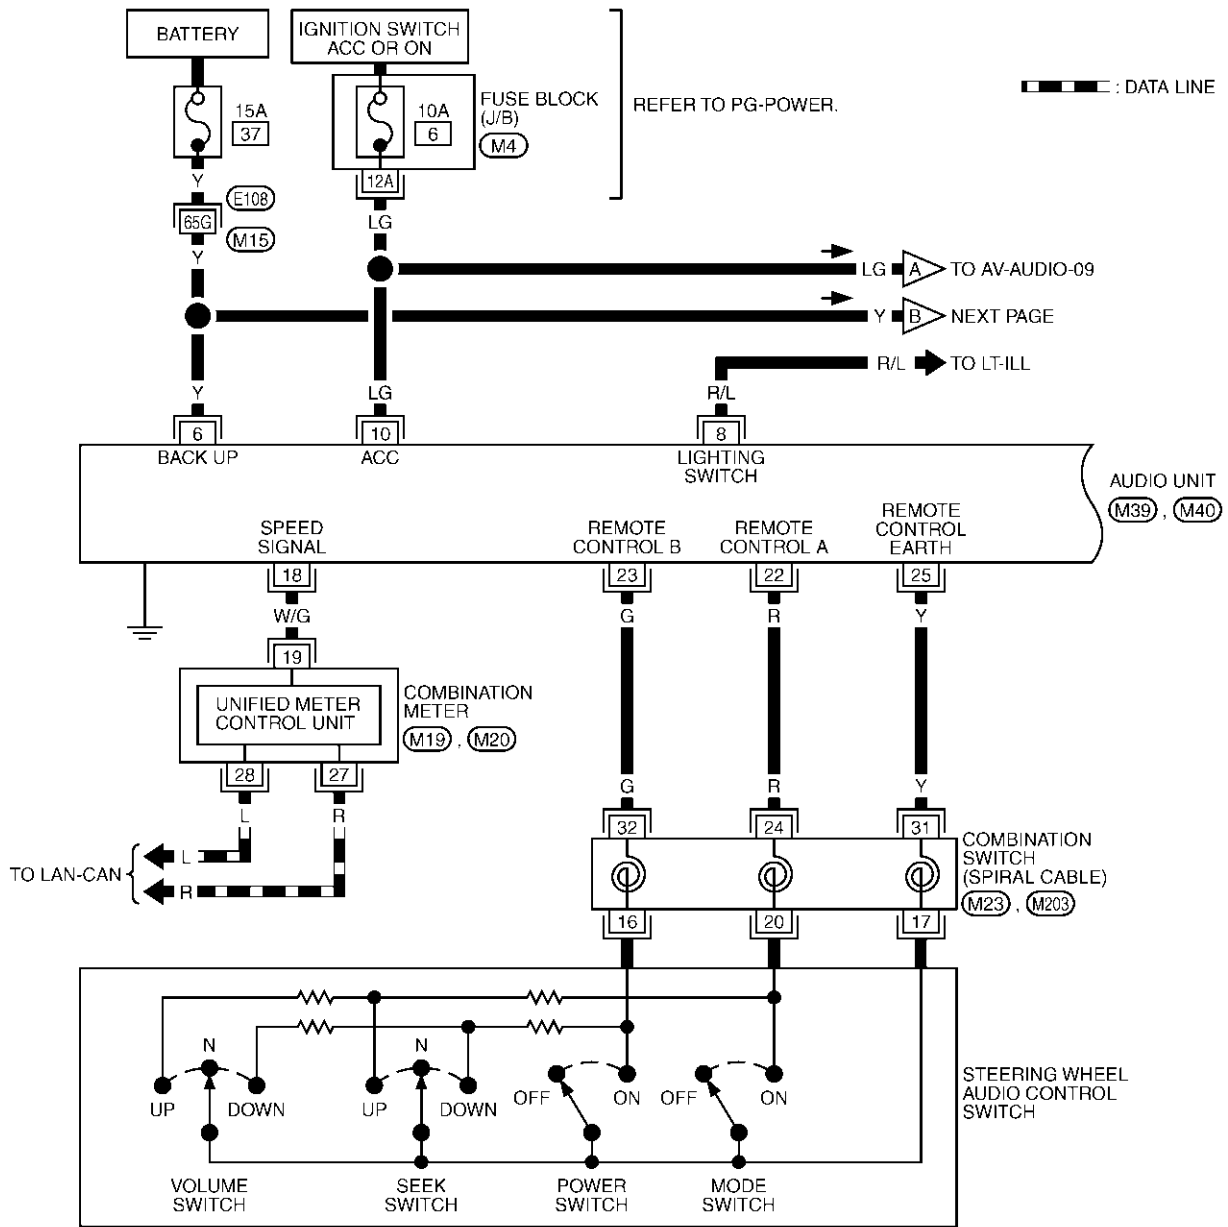 BATTERY
IGNITION SWITCH
ACC OR ON
15A
37
10A
6
FUSE BLOCK
(J/B)
M4
REFER TO PG-POWER.
: DATA LINE
12A
Y
E108
65G
M15
LG
Y
LG
A
TO AV-AUDIO-09
Y
B
NEXT PAGE
R/L
TO LT-ILL
Y
LG
R/L
6
10
8
BACK UP
ACC
LIGHTING
SWITCH
AUDIO UNIT
M39 , M40
SPEED
SIGNAL
REMOTE
CONTROL B
REMOTE
CONTROL A
REMOTE
CONTROL
EARTH
18
23
22
25
W/G
G
R
Y
19
UNIFIED METER
CONTROL UNIT
COMBINATION
METER
M19 , M20
28
27
L
R
G
R
Y
32
24
31
TO LAN-CAN
L
R
COMBINATION
SWITCH
(SPIRAL CABLE)
M23 , M203
16
20
17
N
N
UP
DOWN
UP
DOWN
OFF
ON
OFF
ON
STEERING WHEEL
AUDIO CONTROL
SWITCH
VOLUME
SWITCH
SEEK
SWITCH
POWER
SWITCH
MODE
SWITCH